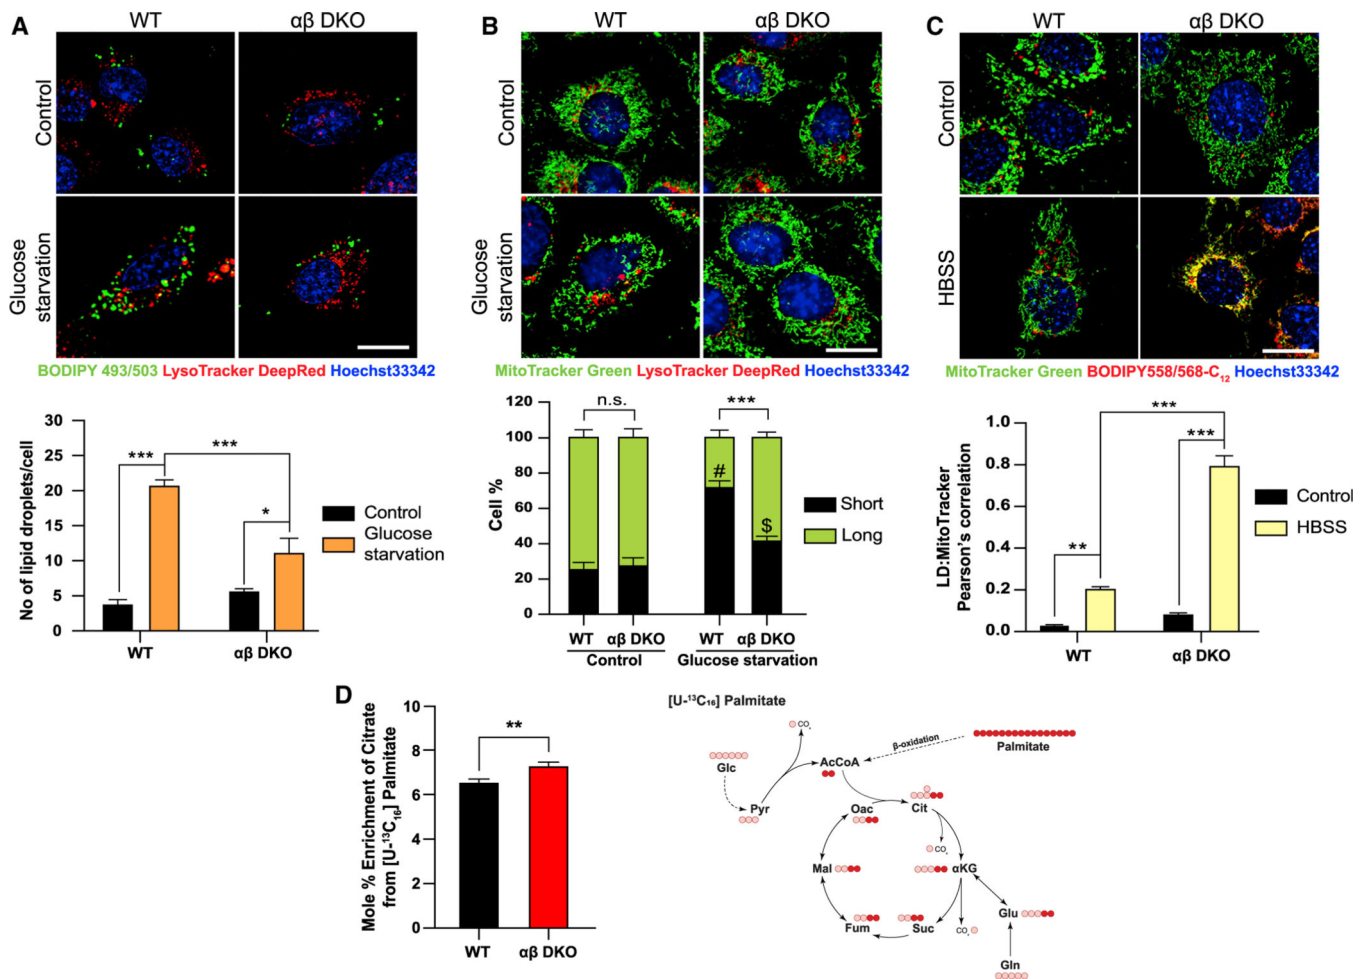 A
WT
αβ DKO
Control
Glucose
starvation
BODIPY 493/503 LysoTracker DeepRed Hoechst33342
No of lipid droplets/cell
30
25
20
15
10
5
0
***
***
*
WT
αβ DKO
Control
Glucose
starvation
B
WT
αβ DKO
Control
Glucose
starvation
MitoTracker Green LysoTracker DeepRed Hoechst33342
Cell %
120
100
80
60
40
20
0
n.s.
***
#
$
WT
αβ DKO
WT
αβ DKO
Control
Glucose starvation
Short
Long
C
WT
αβ DKO
Control
HBSS
MitoTracker Green BODIPY558/568-C₁₂ Hoechst33342
LD:MitoTracker
Pearson's correlation
1.0
0.8
0.6
0.4
0.2
0.0
**
***
***
WT
αβ DKO
Control
HBSS
D
Mole % Enrichment of Citrate
from [U-¹³C₁₆] Palmitate
10
8
6
4
2
0
**
WT
αβ DKO
[U-¹³C₁₆] Palmitate
CO₂
β-oxidation
Palmitate
Glc
AcCoA
Pyr
Oac
Cit
CO₂
Mal
αKG
Glu
Fum
Suc
CO₂
Gln